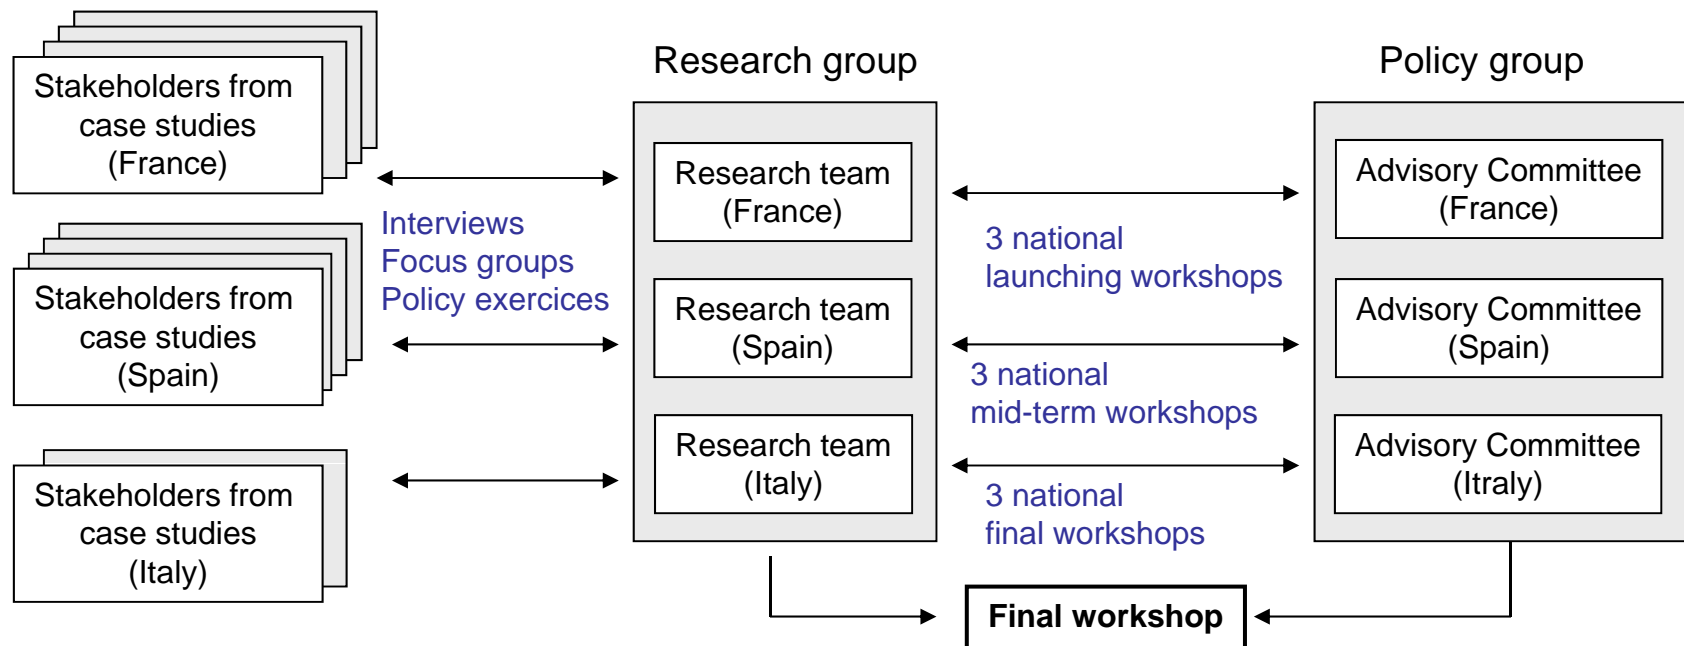 Research group
Policy group
Stakeholders from
case studies
(France)
Stakeholders from
case studies
(Spain)
Stakeholders from
case studies
(Italy)
Interviews
Focus groups
Policy exercices
Research team
(France)
Research team
(Spain)
Research team
(Italy)
3 national
launching workshops
3 national
mid-term workshops
3 national
final workshops
Advisory Committee
(France)
Advisory Committee
(Spain)
Advisory Committee
(Itraly)
Final workshop